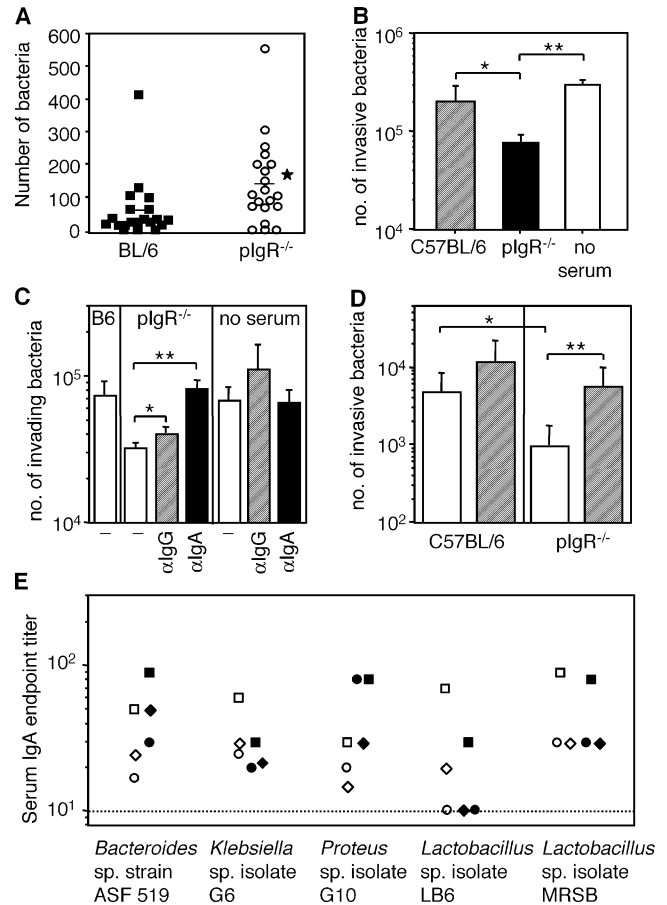 A
Number of bacteria
600
500
400
300
200
100
0
BL/6
pIgR-/-
B
no. of invasive bacteria
10^6
10^5
10^4
*
**
C57BL/6
pIgR-/-
no
serum
C
no. of invading bacteria
10^5
10^4
B6
pIgR-/-
no serum
*
**
–
–
αIgG
αIgA
–
αIgG
αIgA
D
no. of invasive bacteria
10^4
10^3
10^2
*
**
C57BL/6
pIgR-/-
E
Serum IgA endpoint titer
10^2
10^1
Bacteroides
sp. strain
ASF 519
Klebsiella
sp. isolate
G6
Proteus
sp. isolate
G10
Lactobacillus
sp. isolate
LB6
Lactobacillus
sp. isolate
MRSB